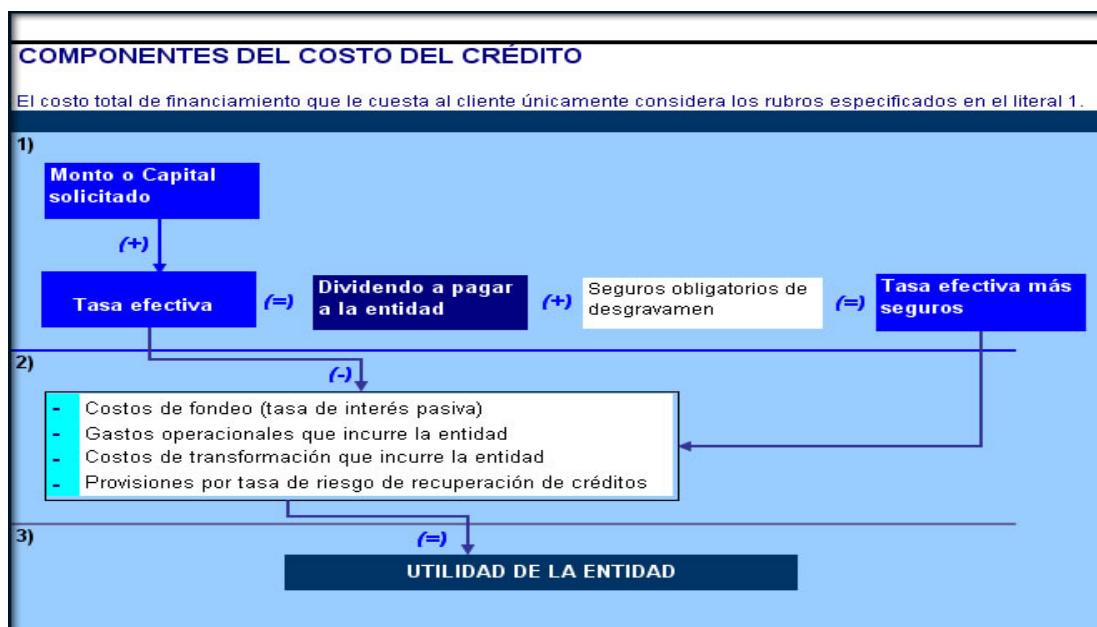 COMPONENTES DEL COSTO DEL CRÉDITO
El costo total de financiamiento que le cuesta al cliente únicamente considera los rubros especificados en el literal 1.
1)
Monto o Capital
solicitado
(+)
Tasa efectiva
(=)
Dividendo a pagar
a la entidad
(+)
Seguros obligatorios de
desgravamen
(=)
Tasa efectiva más
seguros
2)
(-)
- Costos de fondeo (tasa de interés pasiva)
- Gastos operacionales que incurre la entidad
- Costos de transformación que incurre la entidad
- Provisiones por tasa de riesgo de recuperación de créditos
3)
(=)
UTILIDAD DE LA ENTIDAD